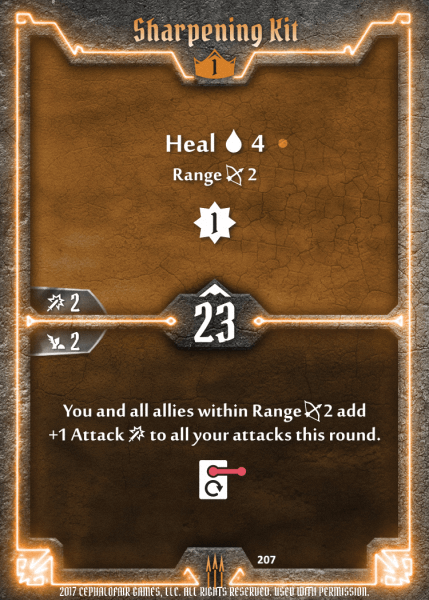 Sharpening Kit
1
Heal 4
Range 2
1
2
23
2
You and all allies within Range 2 add
+1 Attack to all your attacks this round.
207
2017 CEPHALOFAIR GAMES, LLC. ALL RIGHTS RESERVED. USED WITH PERMISSION.